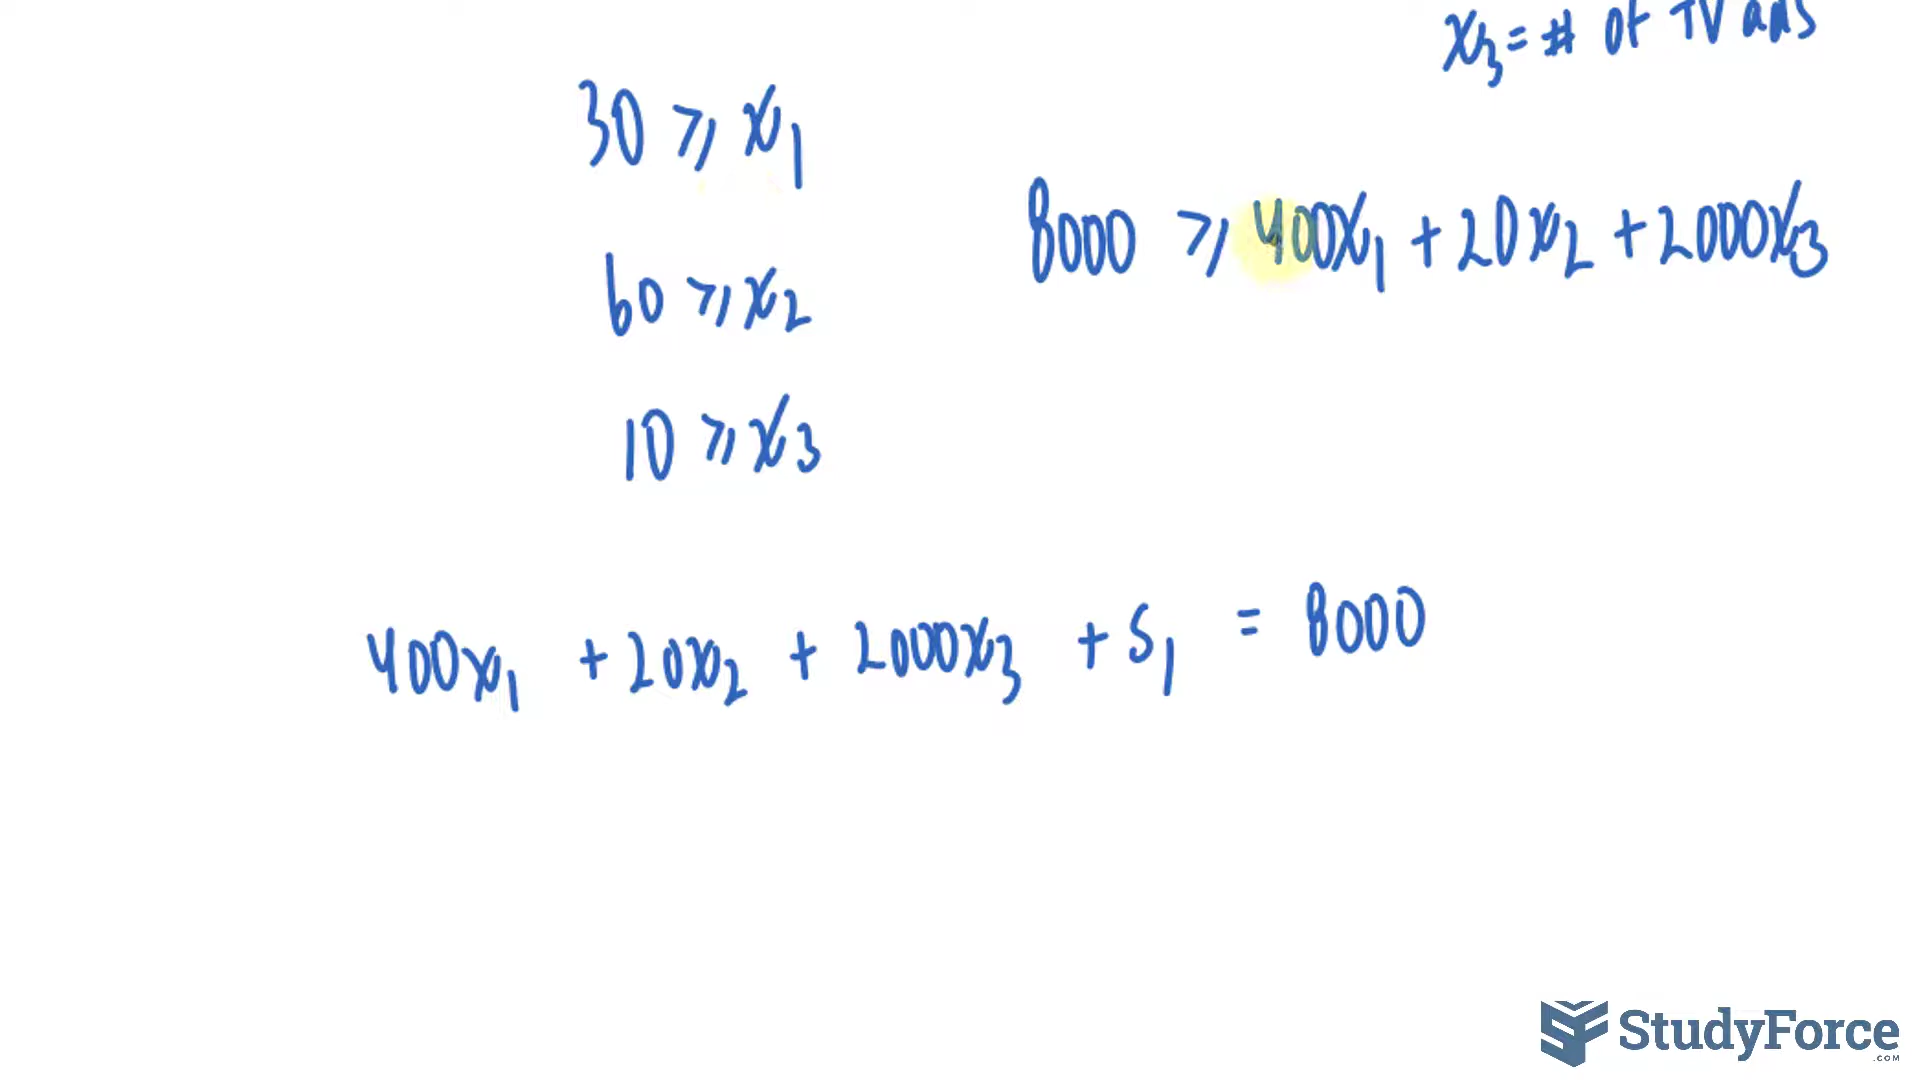 x₃ = # of TV ads
30 ≥ x₁
8000 ≥ 400x₁ + 20x₂ + 2000x₃
60 ≥ x₂
10 ≥ x₃
400x₁ + 20x₂ + 2000x₃ + S₁ = 8000
StudyForce
.COM